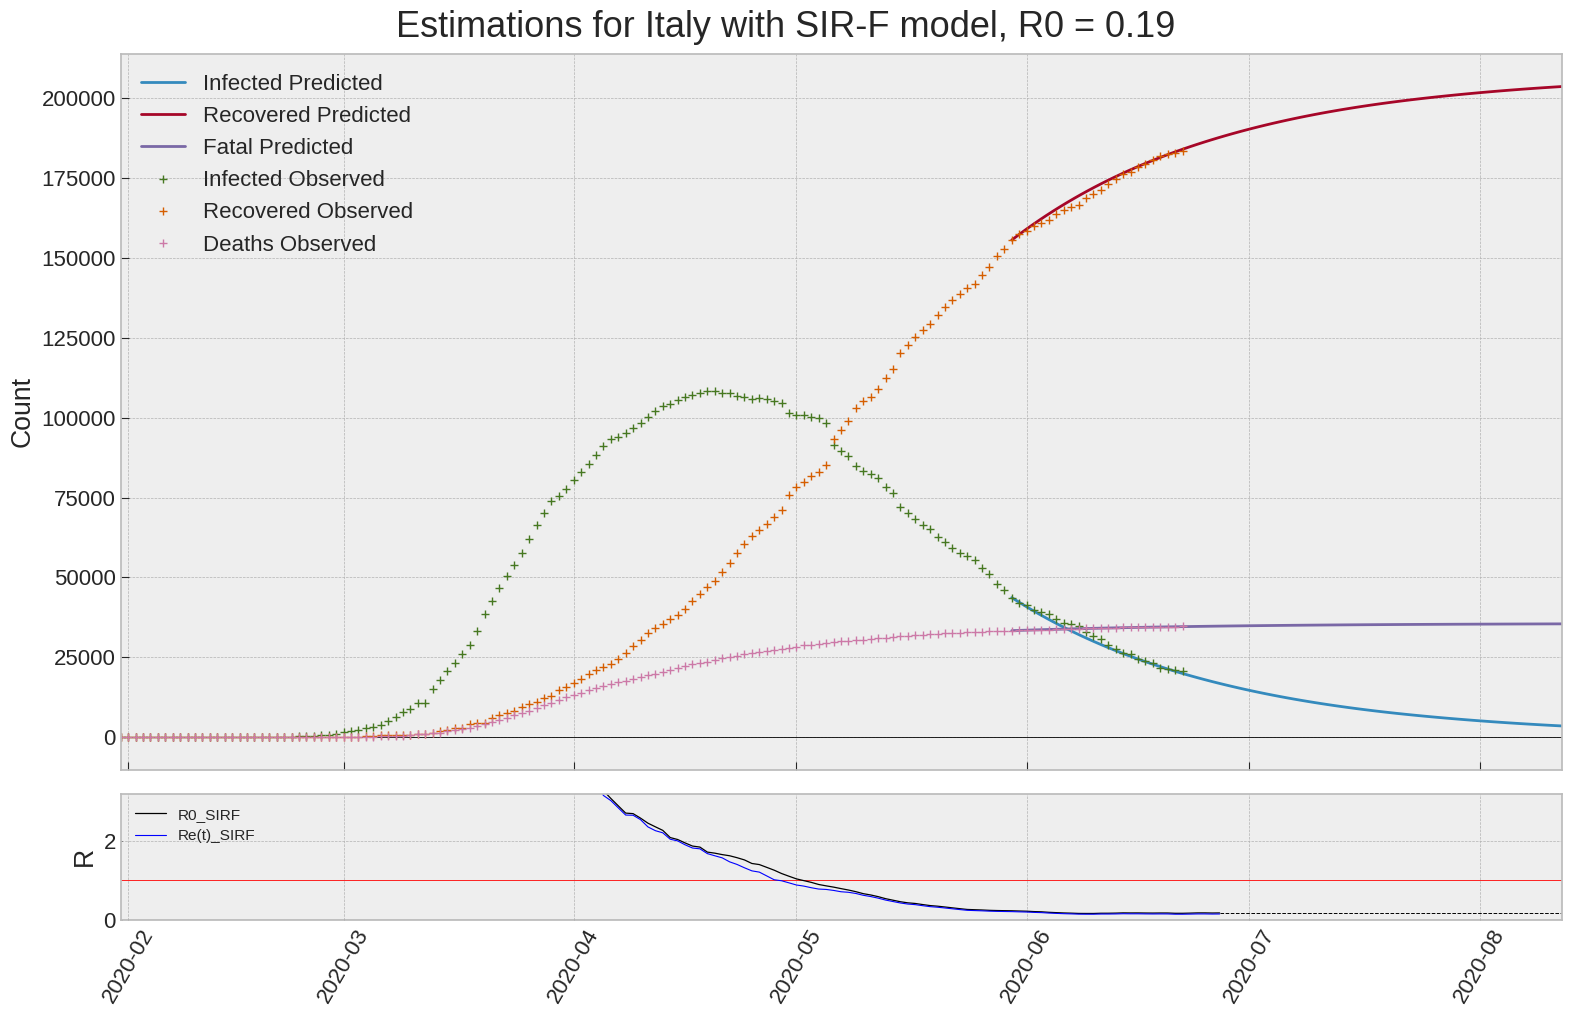 Estimations for Italy with SIR-F model, R0 = 0.19
Infected Predicted
Recovered Predicted
Fatal Predicted
Infected Observed
Recovered Observed
Deaths Observed
200000
175000
150000
125000
100000
75000
50000
25000
0
Count
R0_SIRF
Re(t)_SIRF
2
0
R
2020-02
2020-03
2020-04
2020-05
2020-06
2020-07
2020-08